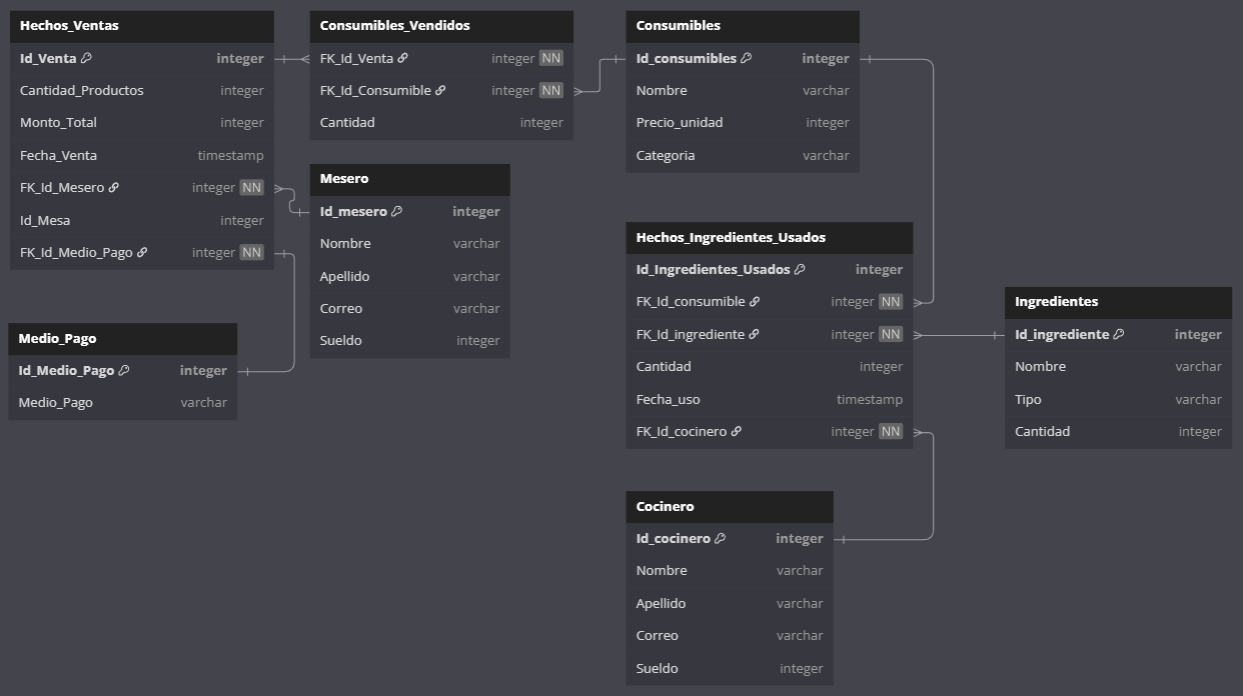 Hechos_Ventas
Id_Venta integer
Cantidad_Productos integer
Monto_Total integer
Fecha_Venta timestamp
FK_Id_Mesero integer NN
Id_Mesa integer
FK_Id_Medio_Pago integer NN
Consumibles_Vendidos
FK_Id_Venta integer NN
FK_Id_Consumible integer NN
Cantidad integer
Consumibles
Id_consumibles integer
Nombre varchar
Precio_unidad integer
Categoria varchar
Mesero
Id_mesero integer
Nombre varchar
Apellido varchar
Correo varchar
Sueldo integer
Hechos_Ingredientes_Usados
Id_Ingredientes_Usados integer
FK_Id_consumible integer NN
FK_Id_ingrediente integer NN
Cantidad integer
Fecha_uso timestamp
FK_Id_cocinero integer NN
Ingredientes
Id_ingrediente integer
Nombre varchar
Tipo varchar
Cantidad integer
Medio_Pago
Id_Medio_Pago integer
Medio_Pago varchar
Cocinero
Id_cocinero integer
Nombre varchar
Apellido varchar
Correo varchar
Sueldo integer